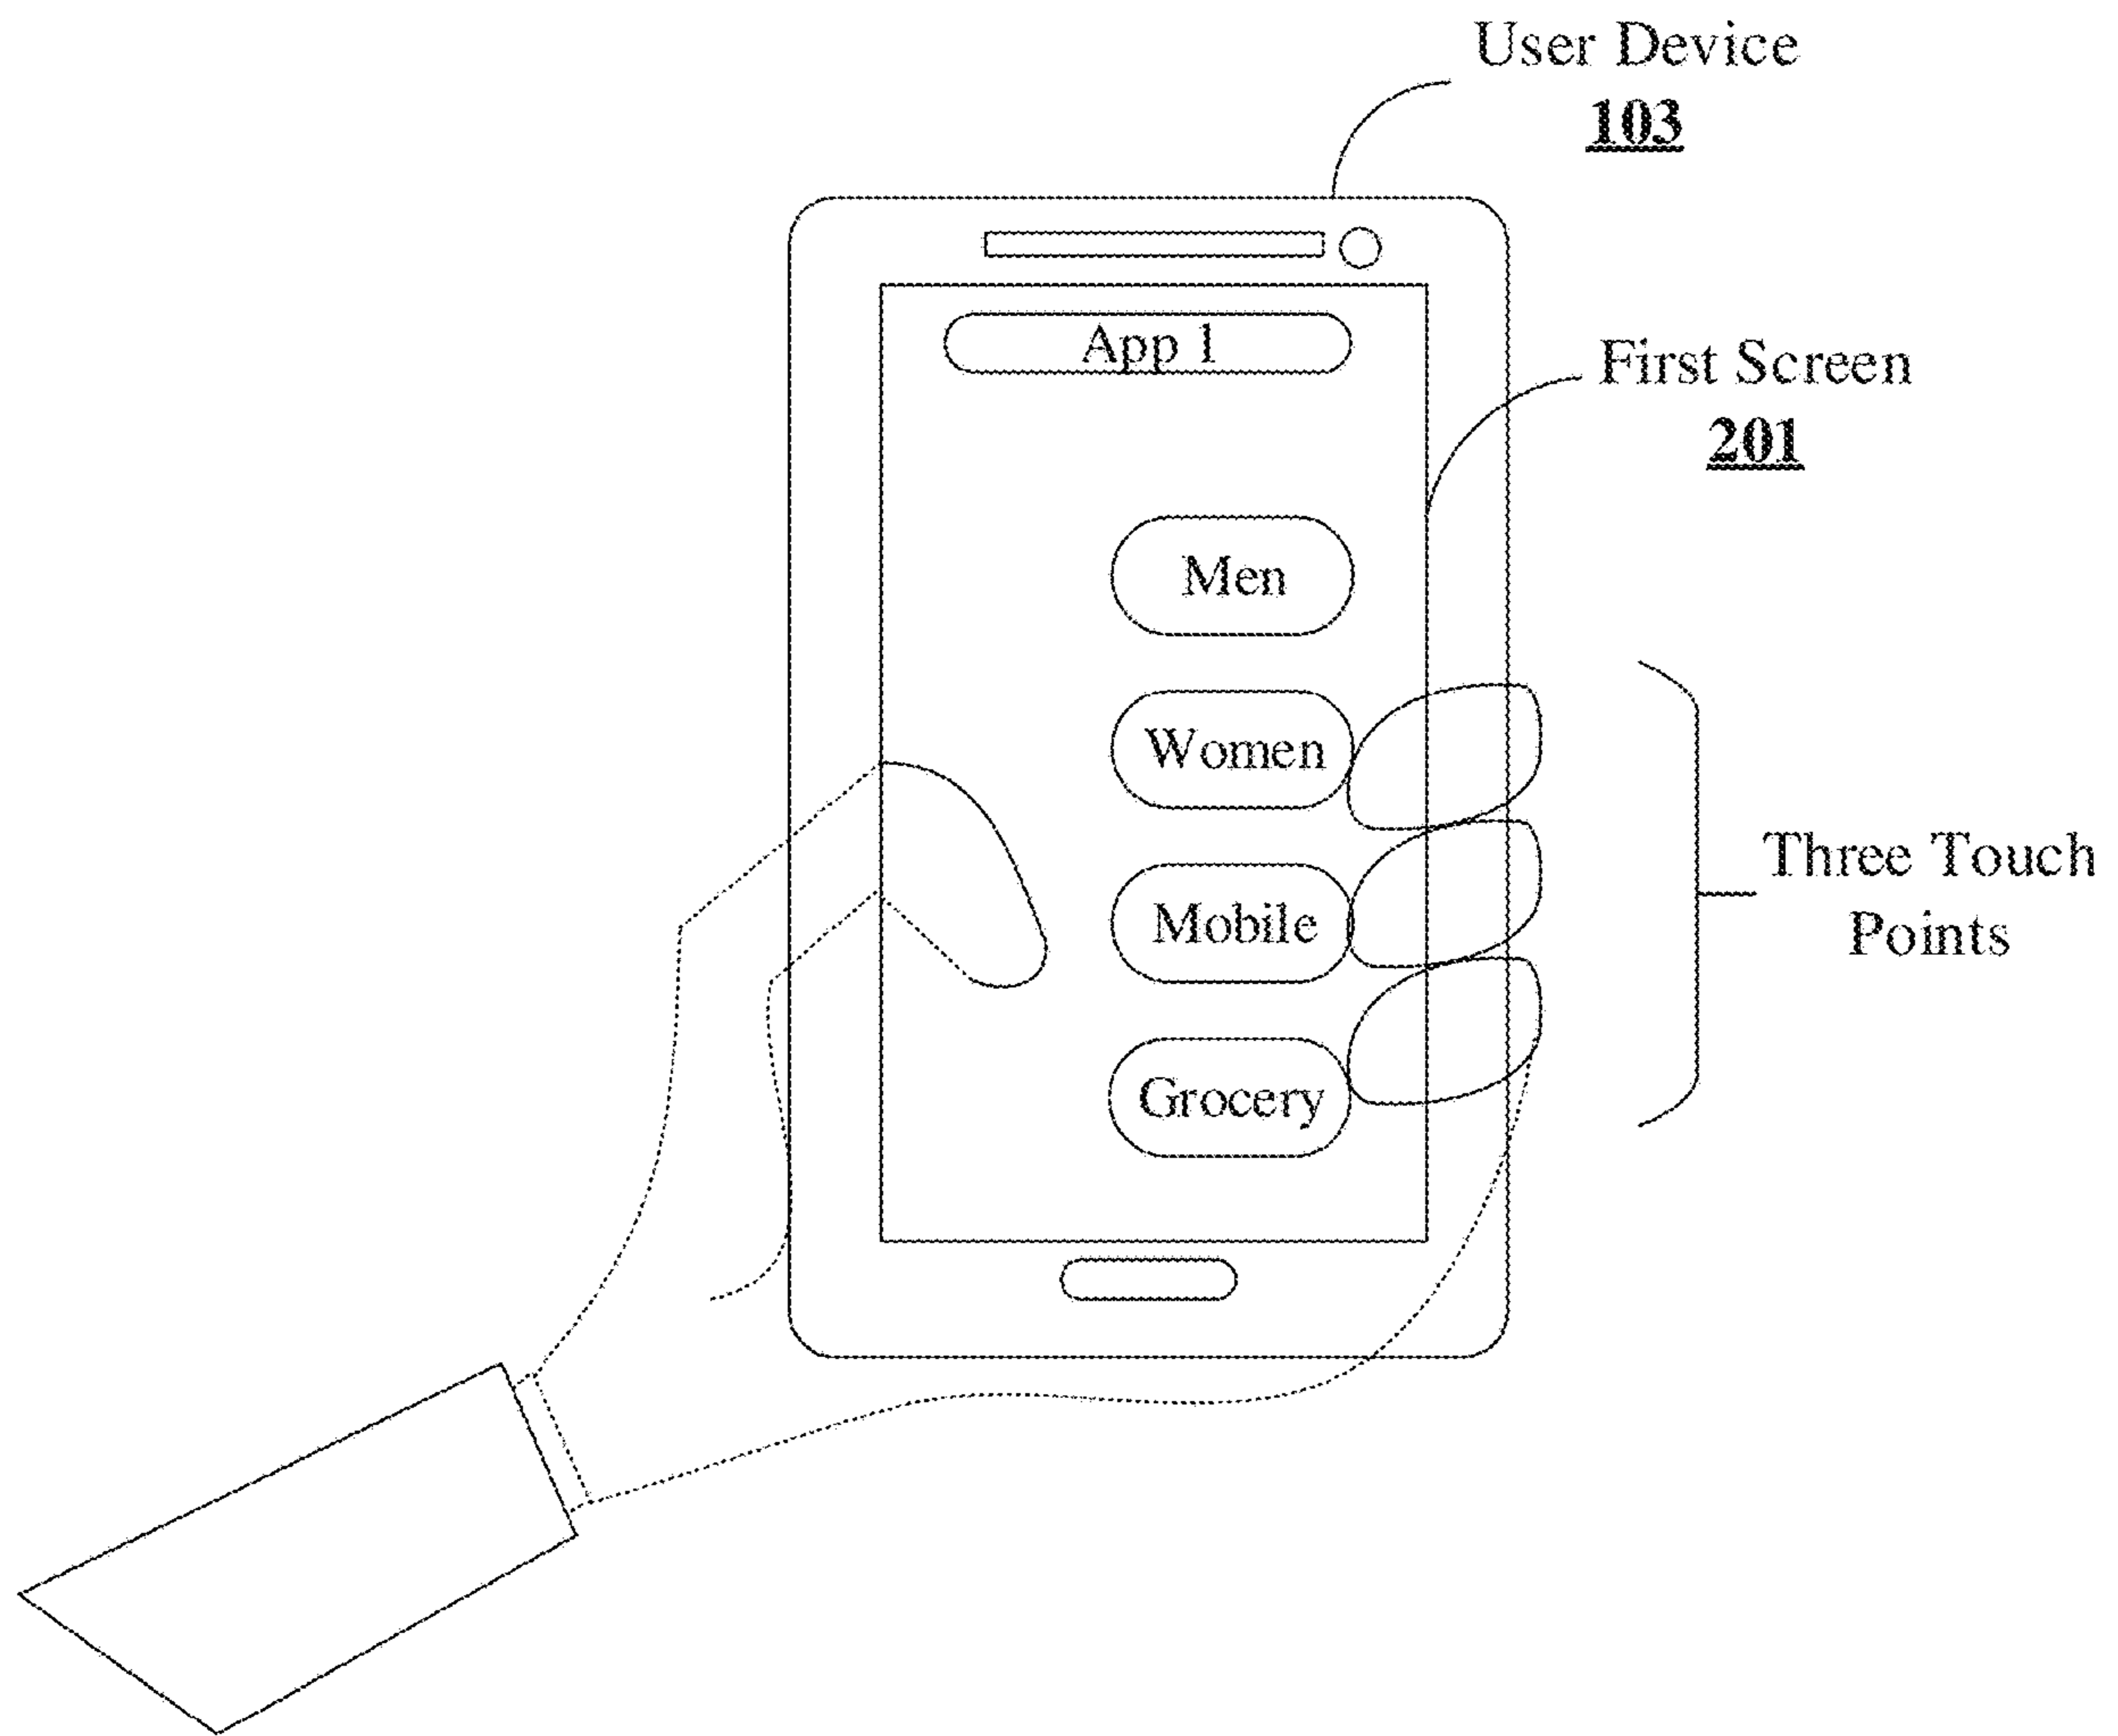 User Device
103
App 1
First Screen
201
Men
Women
Mobile
Grocery
Three Touch
Points